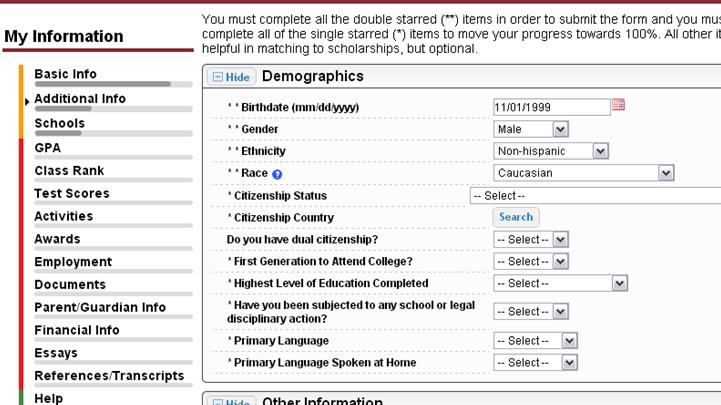 You must complete all the double starred (**) items in order to submit the form and you mus
complete all of the single starred (*) items to move your progress towards 100%. All other it
helpful in matching to scholarships, but optional.
My Information
Basic Info
Additional Info
Schools
GPA
Class Rank
Test Scores
Activities
Awards
Employment
Documents
Parent/Guardian Info
Financial Info
Essays
References/Transcripts
Help
Hide Demographics
* * Birthdate (mm/dd/yyyy) 11/01/1999
* * Gender Male
* * Ethnicity Non-hispanic
* * Race ? Caucasian
* Citizenship Status -- Select --
* Citizenship Country Search
Do you have dual citizenship? -- Select --
* First Generation to Attend College? -- Select --
* Highest Level of Education Completed -- Select --
* Have you been subjected to any school or legal
disciplinary action? -- Select --
* Primary Language -- Select --
* Primary Language Spoken at Home -- Select --
Hide Other Information